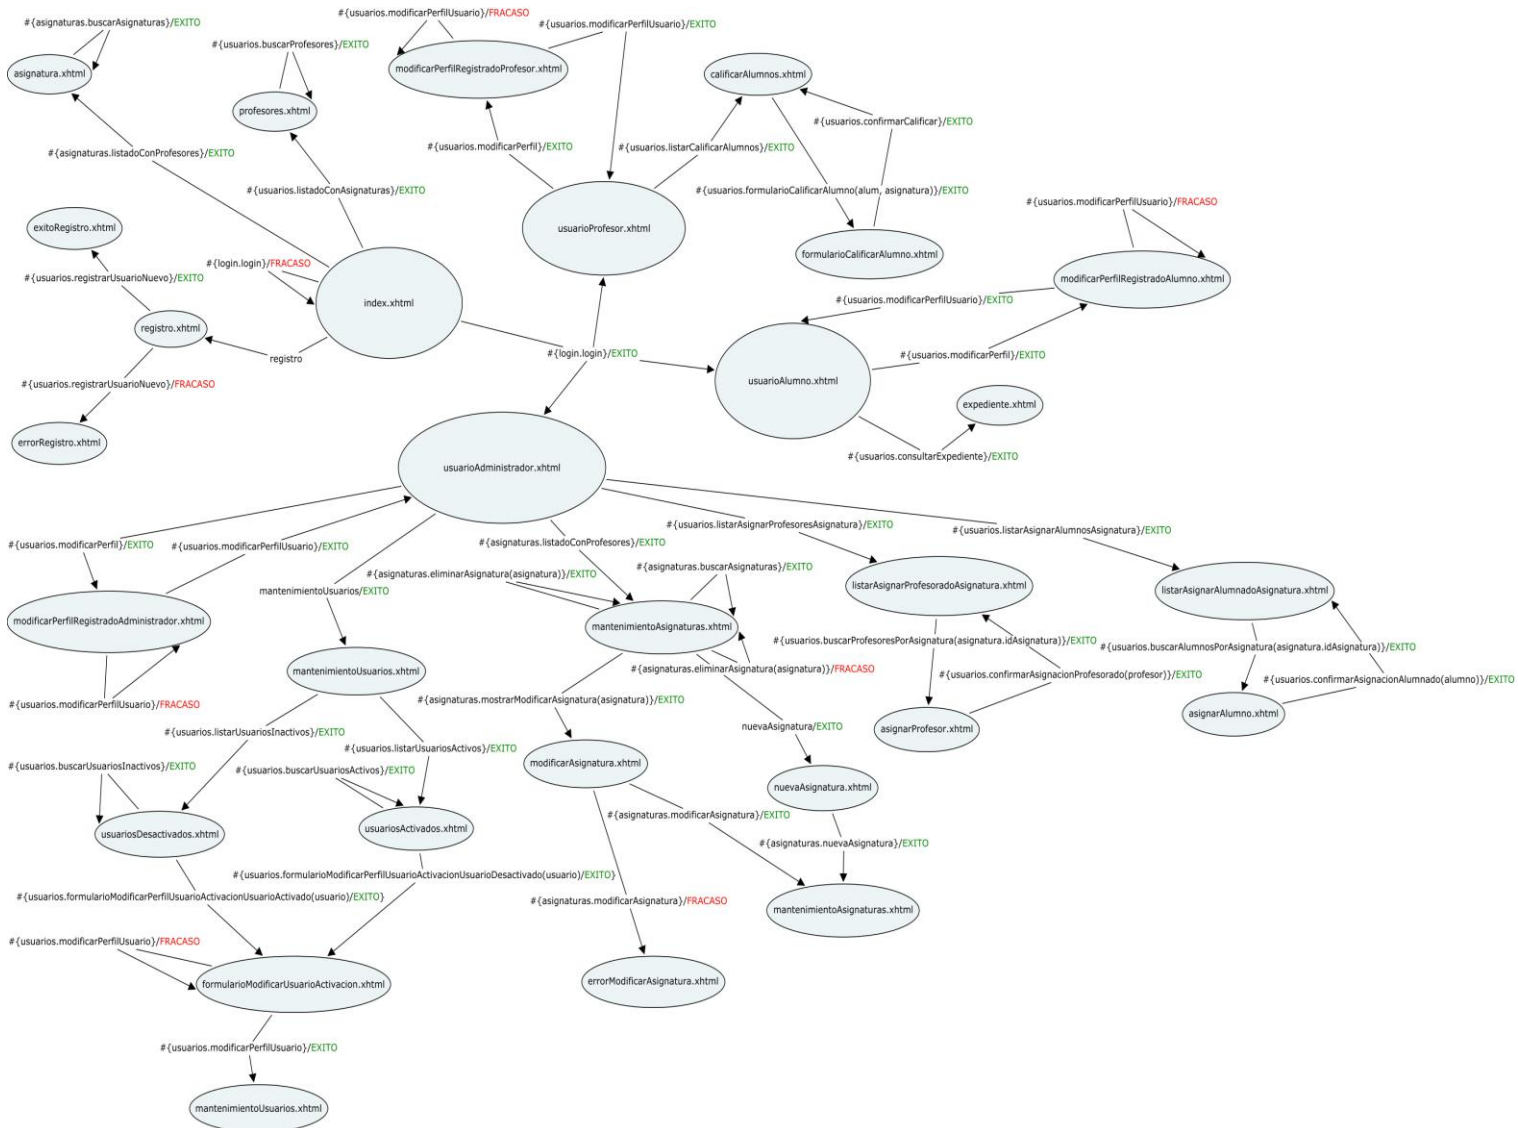 #{usuarios.modificarPerfilUsuario}/FRACASO
#{asignaturas.buscarAsignaturas}/EXITO
#{usuarios.modificarPerfilUsuario}/EXITO
#{usuarios.buscarProfesores}/EXITO
asignatura.xhtml
modificarPerfilRegistradoProfesor.xhtml
calificarAlumnos.xhtml
profesores.xhtml
#{usuarios.confirmarCalificar}/EXITO
#{asignaturas.listadoConProfesores}/EXITO
#{usuarios.modificarPerfil}/EXITO
#{usuarios.listarCalificarAlumnos}/EXITO
#{usuarios.listadoConAsignaturas}/EXITO
#{usuarios.formularioCalificarAlumno(alum, asignatura)}/EXITO
#{usuarios.modificarPerfilUsuario}/FRACASO
exitoRegistro.xhtml
usuarioProfesor.xhtml
formularioCalificarAlumno.xhtml
#{login.login}/FRACASO
#{usuarios.registrarUsuarioNuevo}/EXITO
modificarPerfilRegistradoAlumno.xhtml
index.xhtml
#{usuarios.modificarPerfilUsuario}/EXITO
registro.xhtml
registro
#{login.login}/EXITO
#{usuarios.modificarPerfil}/EXITO
usuarioAlumno.xhtml
#{usuarios.registrarUsuarioNuevo}/FRACASO
expediente.xhtml
errorRegistro.xhtml
#{usuarios.consultarExpediente}/EXITO
usuarioAdministrador.xhtml
#{usuarios.listarAsignarProfesoresAsignatura}/EXITO
#{usuarios.listarAsignarAlumnosAsignatura}/EXITO
#{usuarios.modificarPerfil}/EXITO
#{usuarios.modificarPerfilUsuario}/EXITO
#{asignaturas.listadoConProfesores}/EXITO
#{asignaturas.buscarAsignaturas}/EXITO
#{asignaturas.eliminarAsignatura(asignatura)}/EXITO
mantenimientoUsuarios/EXITO
listarAsignarProfesoradoAsignatura.xhtml
listarAsignarAlumnadoAsignatura.xhtml
modificarPerfilRegistradoAdministrador.xhtml
mantenimientoAsignaturas.xhtml
#{usuarios.buscarProfesoresPorAsignatura(asignatura.idAsignatura)}/EXITO
#{usuarios.buscarAlumnosPorAsignatura(asignatura.idAsignatura)}/EXITO
mantenimientoUsuarios.xhtml
#{asignaturas.eliminarAsignatura(asignatura)}/FRACASO
#{usuarios.confirmarAsignacionProfesorado(profesor)}/EXITO
#{usuarios.confirmarAsignacionAlumnado(alumno)}/EXITO
#{usuarios.modificarPerfilUsuario}/FRACASO
#{asignaturas.mostrarModificarAsignatura(asignatura)}/EXITO
asignarAlumno.xhtml
nuevaAsignatura/EXITO
asignarProfesor.xhtml
#{usuarios.listarUsuariosInactivos}/EXITO
#{usuarios.listarUsuariosActivos}/EXITO
#{usuarios.buscarUsuariosInactivos}/EXITO
#{usuarios.buscarUsuariosActivos}/EXITO
modificarAsignatura.xhtml
nuevaAsignatura.xhtml
#{asignaturas.modificarAsignatura}/EXITO
usuariosDesactivados.xhtml
usuariosActivados.xhtml
#{asignaturas.nuevaAsignatura}/EXITO
#{usuarios.formularioModificarPerfilUsuarioActivacionUsuarioDesactivado(usuario)/EXITO}
#{usuarios.formularioModificarPerfilUsuarioActivacionUsuarioActivado(usuario)/EXITO}
#{asignaturas.modificarAsignatura}/FRACASO
mantenimientoAsignaturas.xhtml
#{usuarios.modificarPerfilUsuario}/FRACASO
formularioModificarUsuarioActivacion.xhtml
errorModificarAsignatura.xhtml
#{usuarios.modificarPerfilUsuario}/EXITO
mantenimientoUsuarios.xhtml